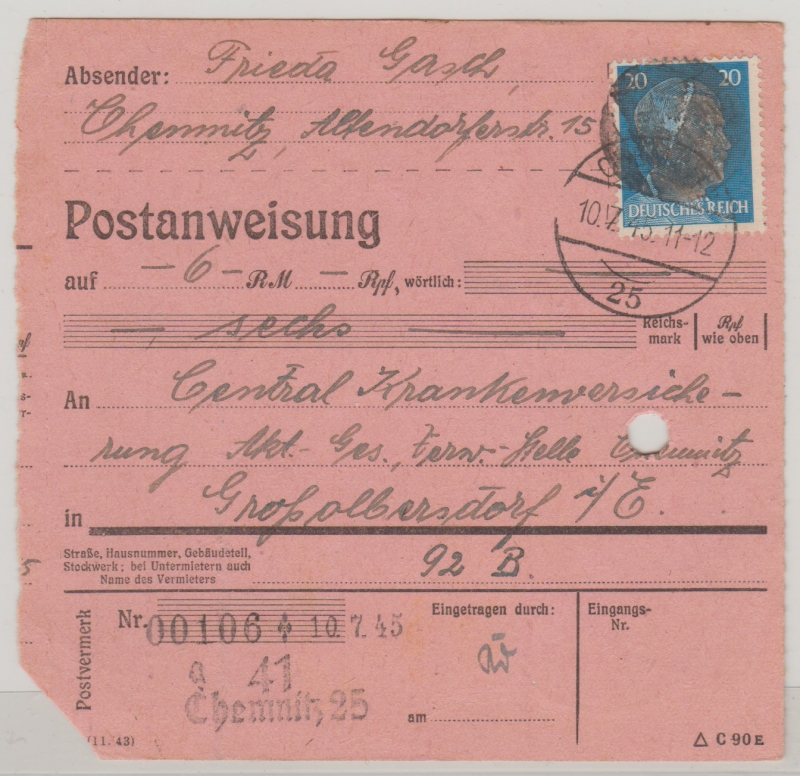 Absender: Frieda Gasch,
Chemnitz, Altendorferstr. 15
20 20
DEUTSCHES REICH
10.7.45. 11-12
25
Postanweisung
auf – 6 – RM – Rpf, wörtlich:
—, sechs —
Reichs-
mark
Rpf
wie oben
An Central Krankenversiche-
rung Akt.-Ges., Verw.-Stelle Chemnitz
in Großolbersdorf i/E.
Straße, Hausnummer, Gebäudeteil,
Stockwerk; bei Untermietern auch
Name des Vermieters
92 B.
Postvermerk
Nr. 00106 10.7.45
41
Chemnitz 25
Eingetragen durch:
am
Eingangs-
Nr.
(11.43)
△ C 90 E